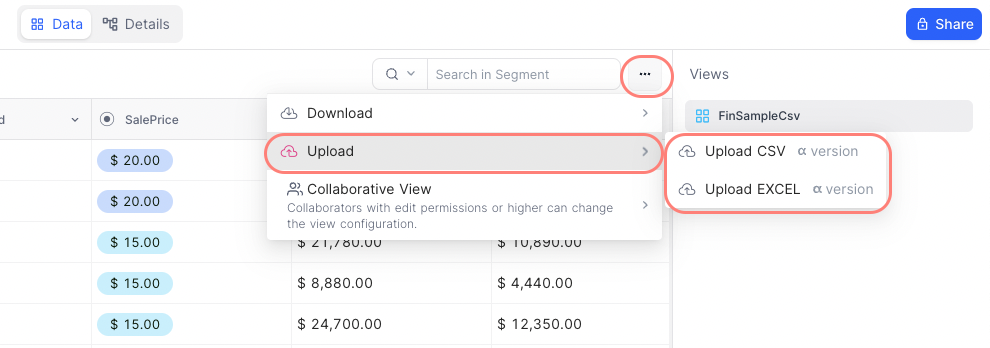 Data
Details
Share
Search in Segment
...
Views
d
SalePrice
Download
FinSampleCsv
$ 20.00
Upload
Upload CSV α version
$ 20.00
Collaborative View
Upload EXCEL α version
Collaborators with edit permissions or higher can change
the view configuration.
$ 15.00
$ 21,780.00
$ 10,890.00
$ 15.00
$ 8,880.00
$ 4,440.00
$ 15.00
$ 24,700.00
$ 12,350.00